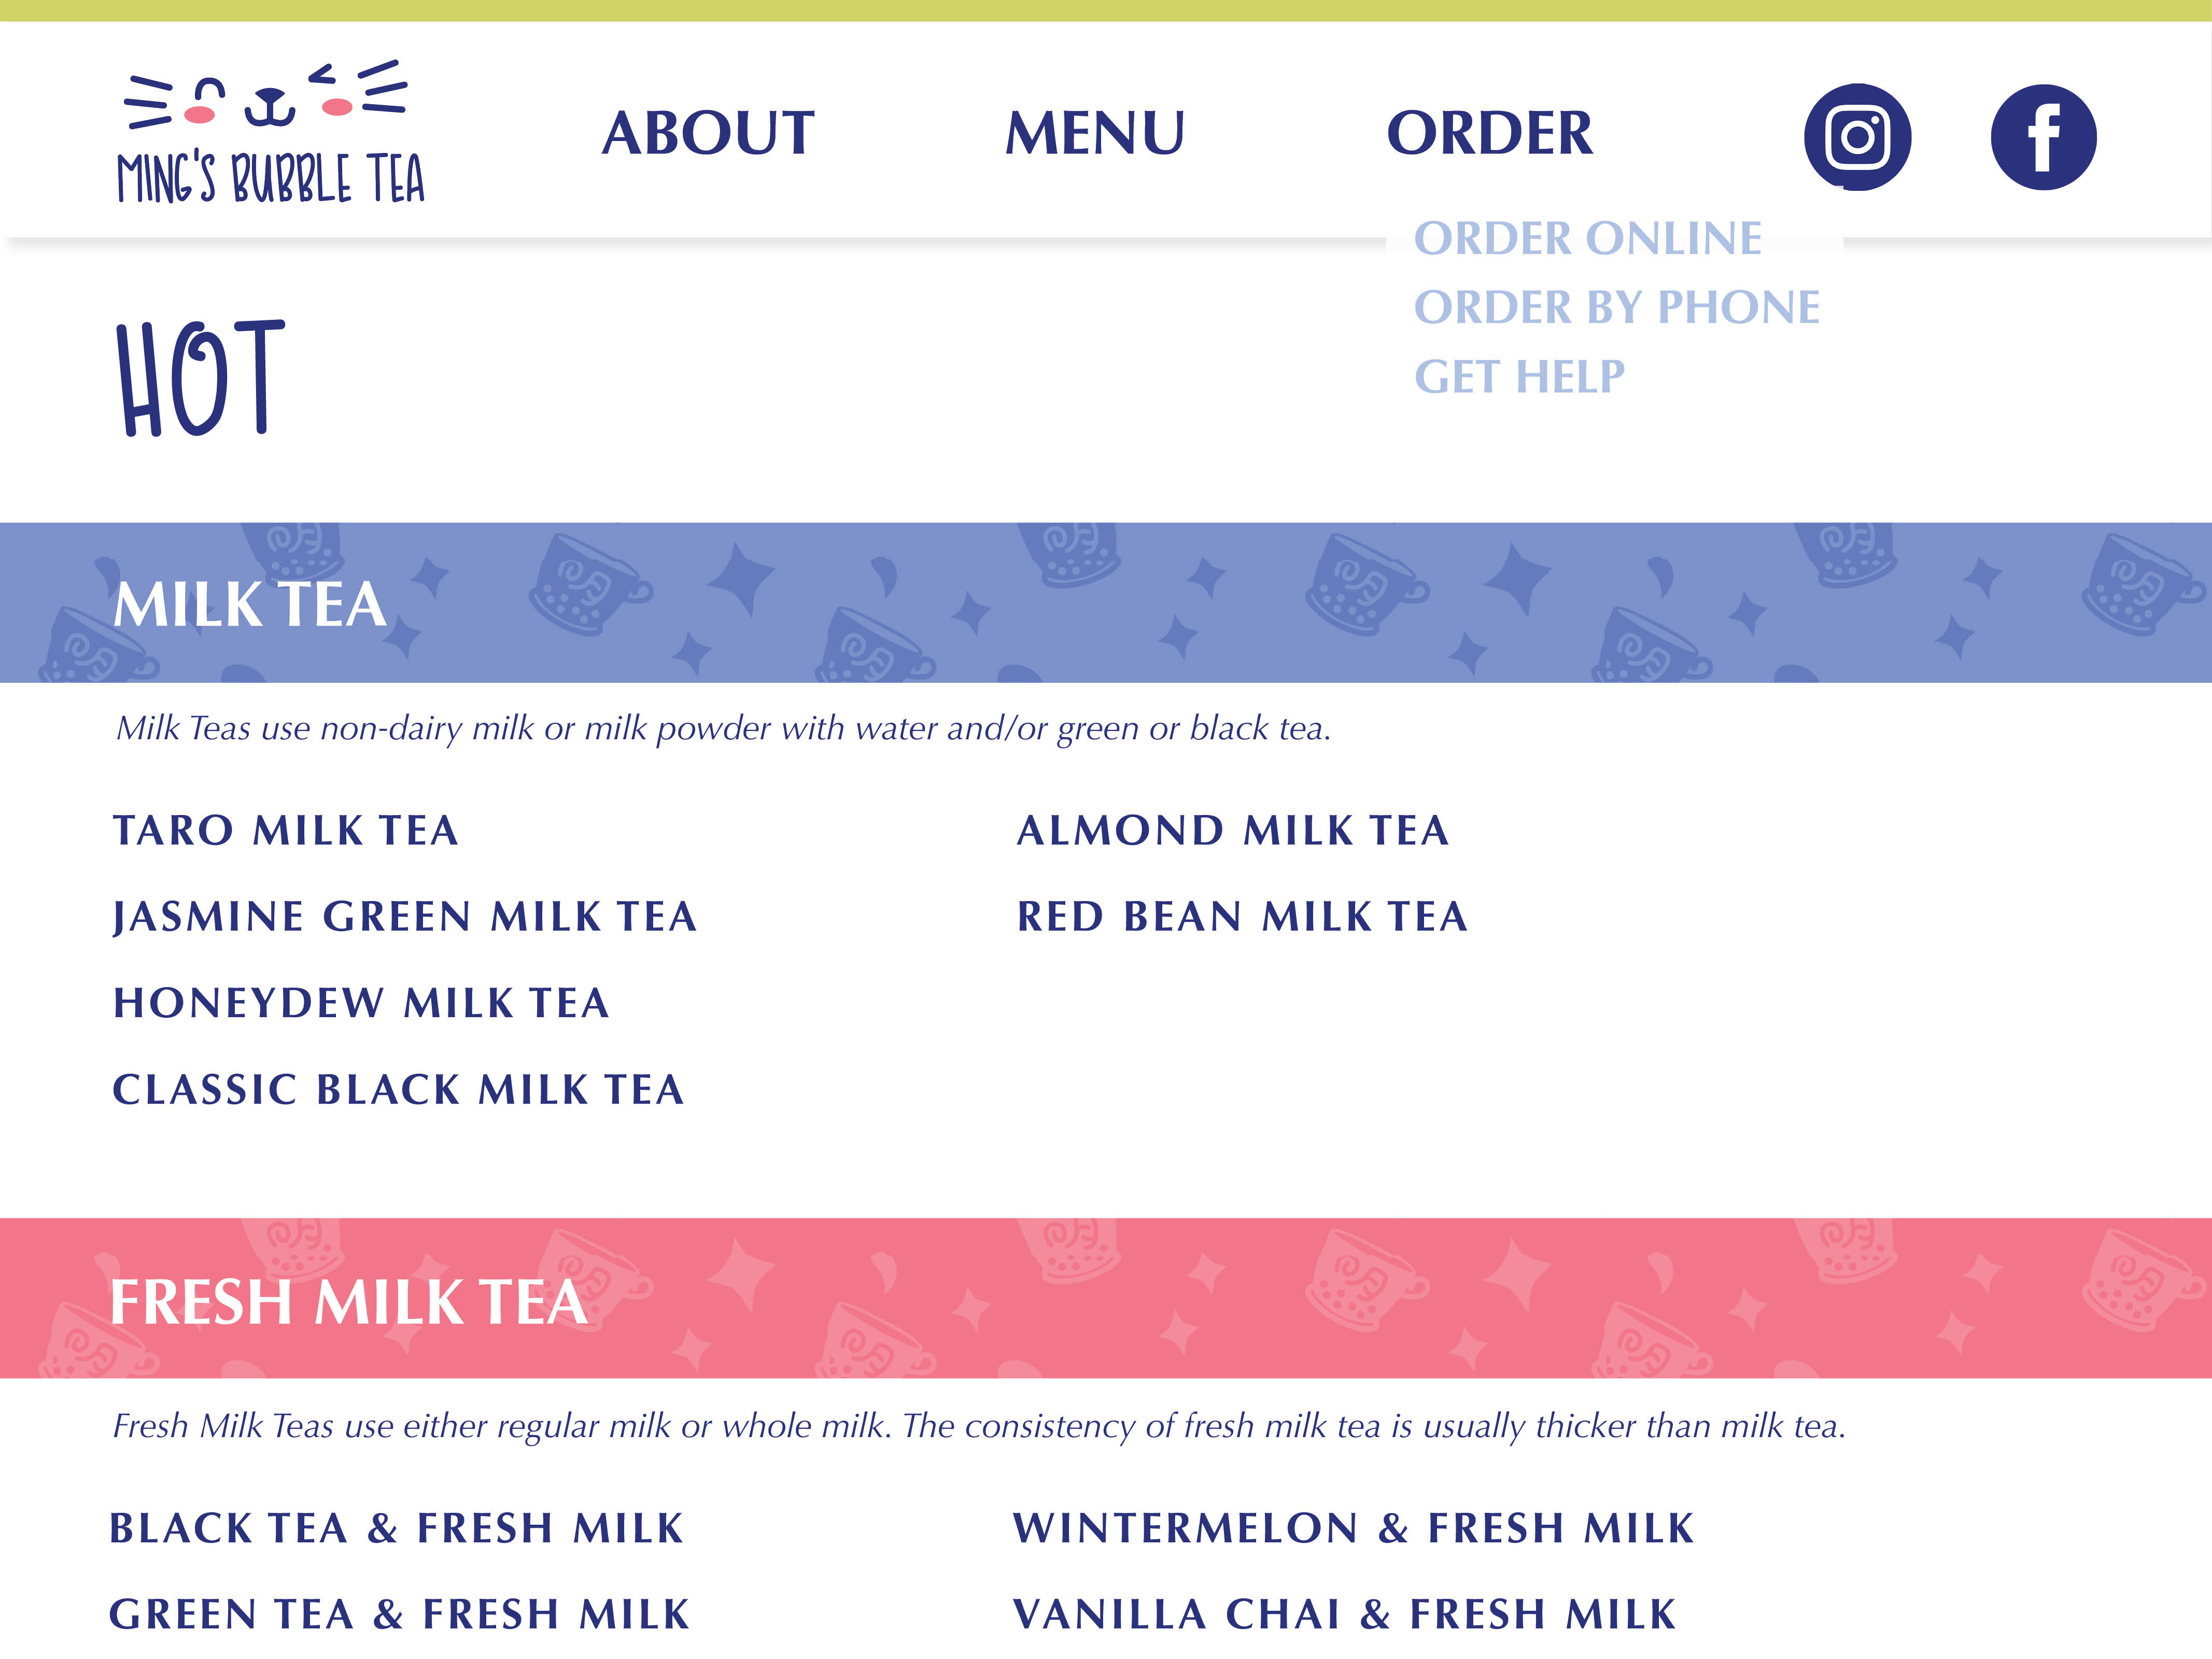 MING'S BUBBLE TEA
ABOUT
MENU
ORDER
ORDER ONLINE
ORDER BY PHONE
GET HELP
HOT
MILK TEA
Milk Teas use non-dairy milk or milk powder with water and/or green or black tea.
TARO MILK TEA
JASMINE GREEN MILK TEA
HONEYDEW MILK TEA
CLASSIC BLACK MILK TEA
ALMOND MILK TEA
RED BEAN MILK TEA
FRESH MILK TEA
Fresh Milk Teas use either regular milk or whole milk. The consistency of fresh milk tea is usually thicker than milk tea.
BLACK TEA & FRESH MILK
GREEN TEA & FRESH MILK
WINTERMELON & FRESH MILK
VANILLA CHAI & FRESH MILK